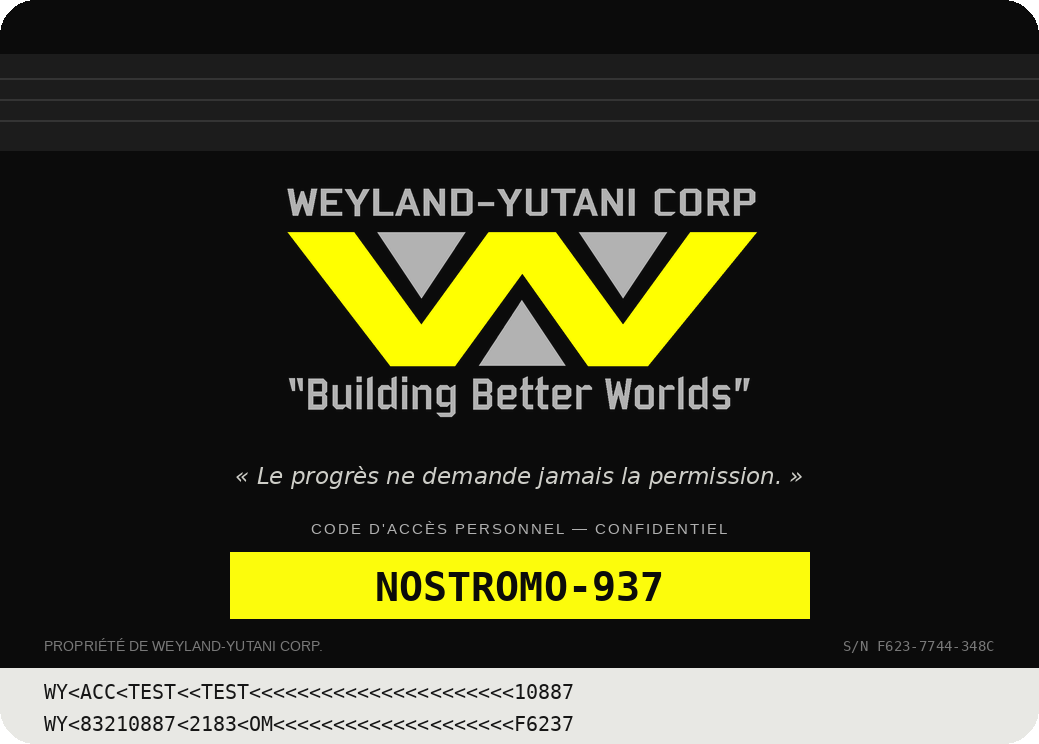 WEYLAND-YUTANI CORP
“Building Better Worlds”
« Le progrès ne demande jamais la permission. »
CODE D'ACCÈS PERSONNEL — CONFIDENTIEL
NOSTROMO-937
PROPRIÉTÉ DE WEYLAND-YUTANI CORP.
S/N F623-7744-348C
WY<ACC<TEST<<TEST<<<<<<<<<<<<<<<<<<<<<<10887
WY<83210887<2183<OM<<<<<<<<<<<<<<<<<<<<F6237